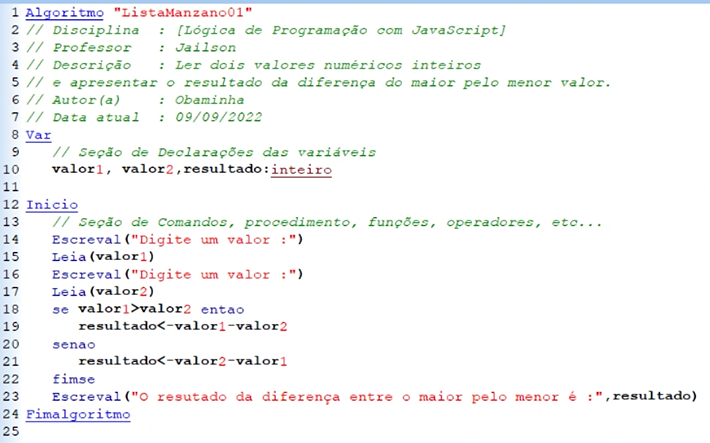 1 Algoritmo "ListaManzano01"
2 // Disciplina : [Lógica de Programação com JavaScript]
3 // Professor : Jailson
4 // Descrição : Ler dois valores numéricos inteiros
5 // e apresentar o resultado da diferença do maior pelo menor valor.
6 // Autor(a) : Obaminha
7 // Data atual : 09/09/2022
8 Var
9 // Seção de Declarações das variáveis
10 valor1, valor2,resultado:inteiro
11
12 Inicio
13 // Seção de Comandos, procedimento, funções, operadores, etc...
14 Escreval("Digite um valor :")
15 Leia(valor1)
16 Escreval("Digite um valor :")
17 Leia(valor2)
18 se valor1>valor2 entao
19 resultado<-valor1-valor2
20 senao
21 resultado<-valor2-valor1
22 fimse
23 Escreval("O resutado da diferença entre o maior pelo menor é :",resultado)
24 Fimalgoritmo
25